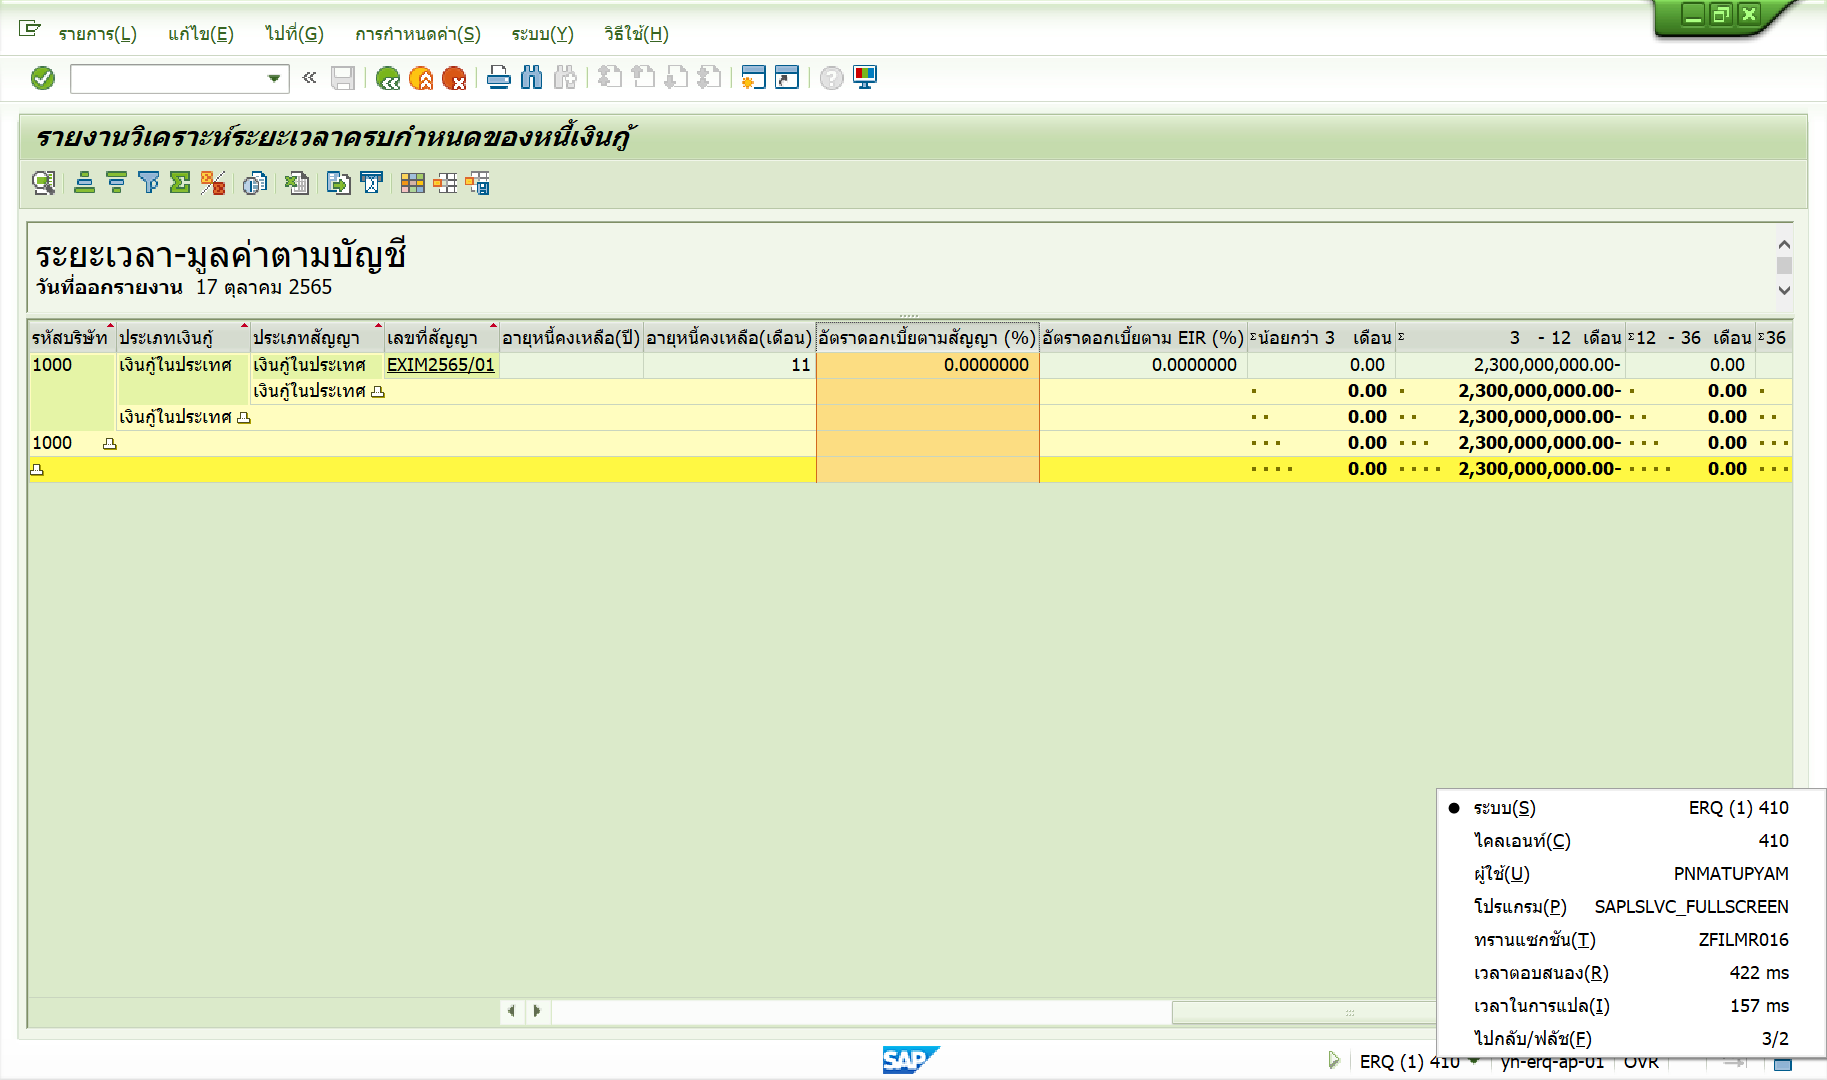 รายการ(L) แก้ไข(E) ไปที่(G) การกำหนดค่า(S) ระบบ(Y) วิธีใช้(H)
รายงานวิเคราะห์ระยะเวลาครบกำหนดของหนี้เงินกู้
ระยะเวลา-มูลค่าตามบัญชี
วันที่ออกรายงาน 17 ตุลาคม 2565
รหัสบริษัท ประเภทเงินกู้ ประเภทสัญญา เลขที่สัญญา อายุหนี้คงเหลือ(ปี) อายุหนี้คงเหลือ(เดือน) อัตราดอกเบี้ยตามสัญญา (%) อัตราดอกเบี้ยตาม EIR (%) Σน้อยกว่า 3 เดือน Σ 3 - 12 เดือน Σ12 - 36 เดือน Σ36
1000 เงินกู้ในประเทศ เงินกู้ในประเทศ EXIM2565/01 11 0.0000000 0.0000000 0.00 2,300,000,000.00- 0.00
เงินกู้ในประเทศ 0.00 2,300,000,000.00- 0.00
เงินกู้ในประเทศ 0.00 2,300,000,000.00- 0.00
1000 0.00 2,300,000,000.00- 0.00
0.00 2,300,000,000.00- 0.00
ระบบ(S) ERQ (1) 410
ไคลเอนท์(C) 410
ผู้ใช้(U) PNMATUPYAM
โปรแกรม(P) SAPLSLVC_FULLSCREEN
ทรานแซกชัน(T) ZFILMR016
เวลาตอบสนอง(R) 422 ms
เวลาในการแปล(I) 157 ms
ไปกลับ/ฟลัช(F) 3/2
SAP ERQ (1) 410 yh-erq-ap-01 OVR